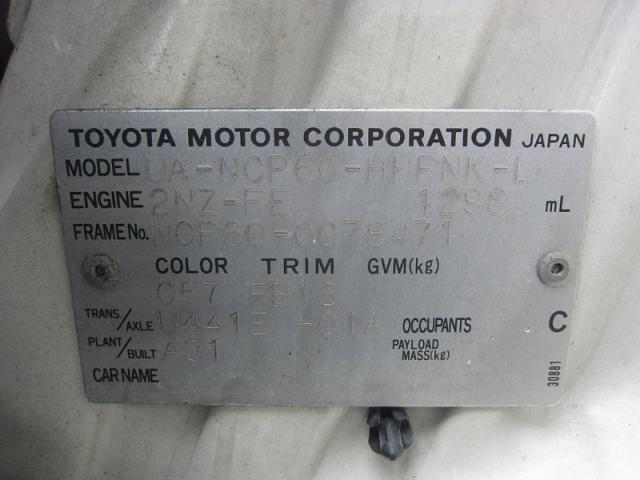 TOYOTA MOTOR CORPORATION JAPAN
MODEL UA-NCP60-HHPNK-L
ENGINE 2NZ-FE 1298 mL
FRAME No. NCP60-0078471
COLOR TRIM GVM(kg)
057 FB10
TRANS./AXLE U441E -01A OCCUPANTS C
PLANT/BUILT A31 PAYLOAD MASS(kg)
CAR NAME
30881